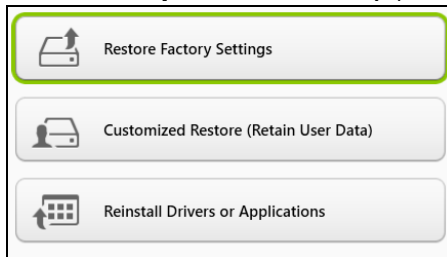 Restore Factory Settings
Customized Restore (Retain User Data)
Reinstall Drivers or Applications